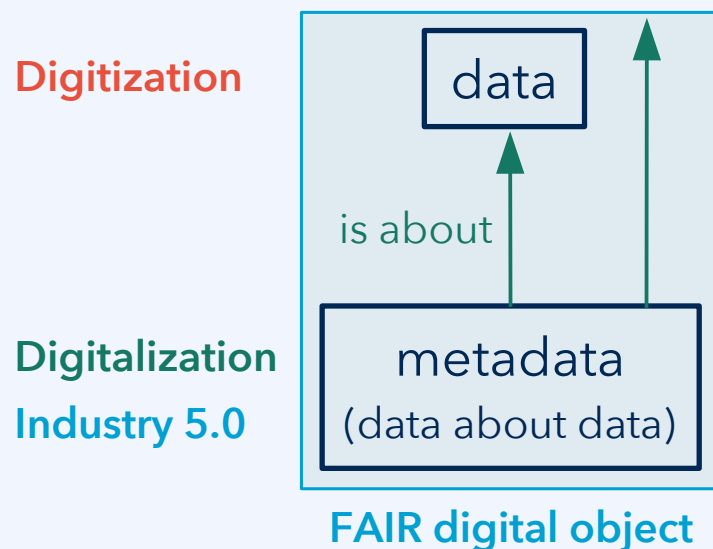 Digitization
data
is about
Digitalization
metadata
Industry 5.0
(data about data)
FAIR digital object